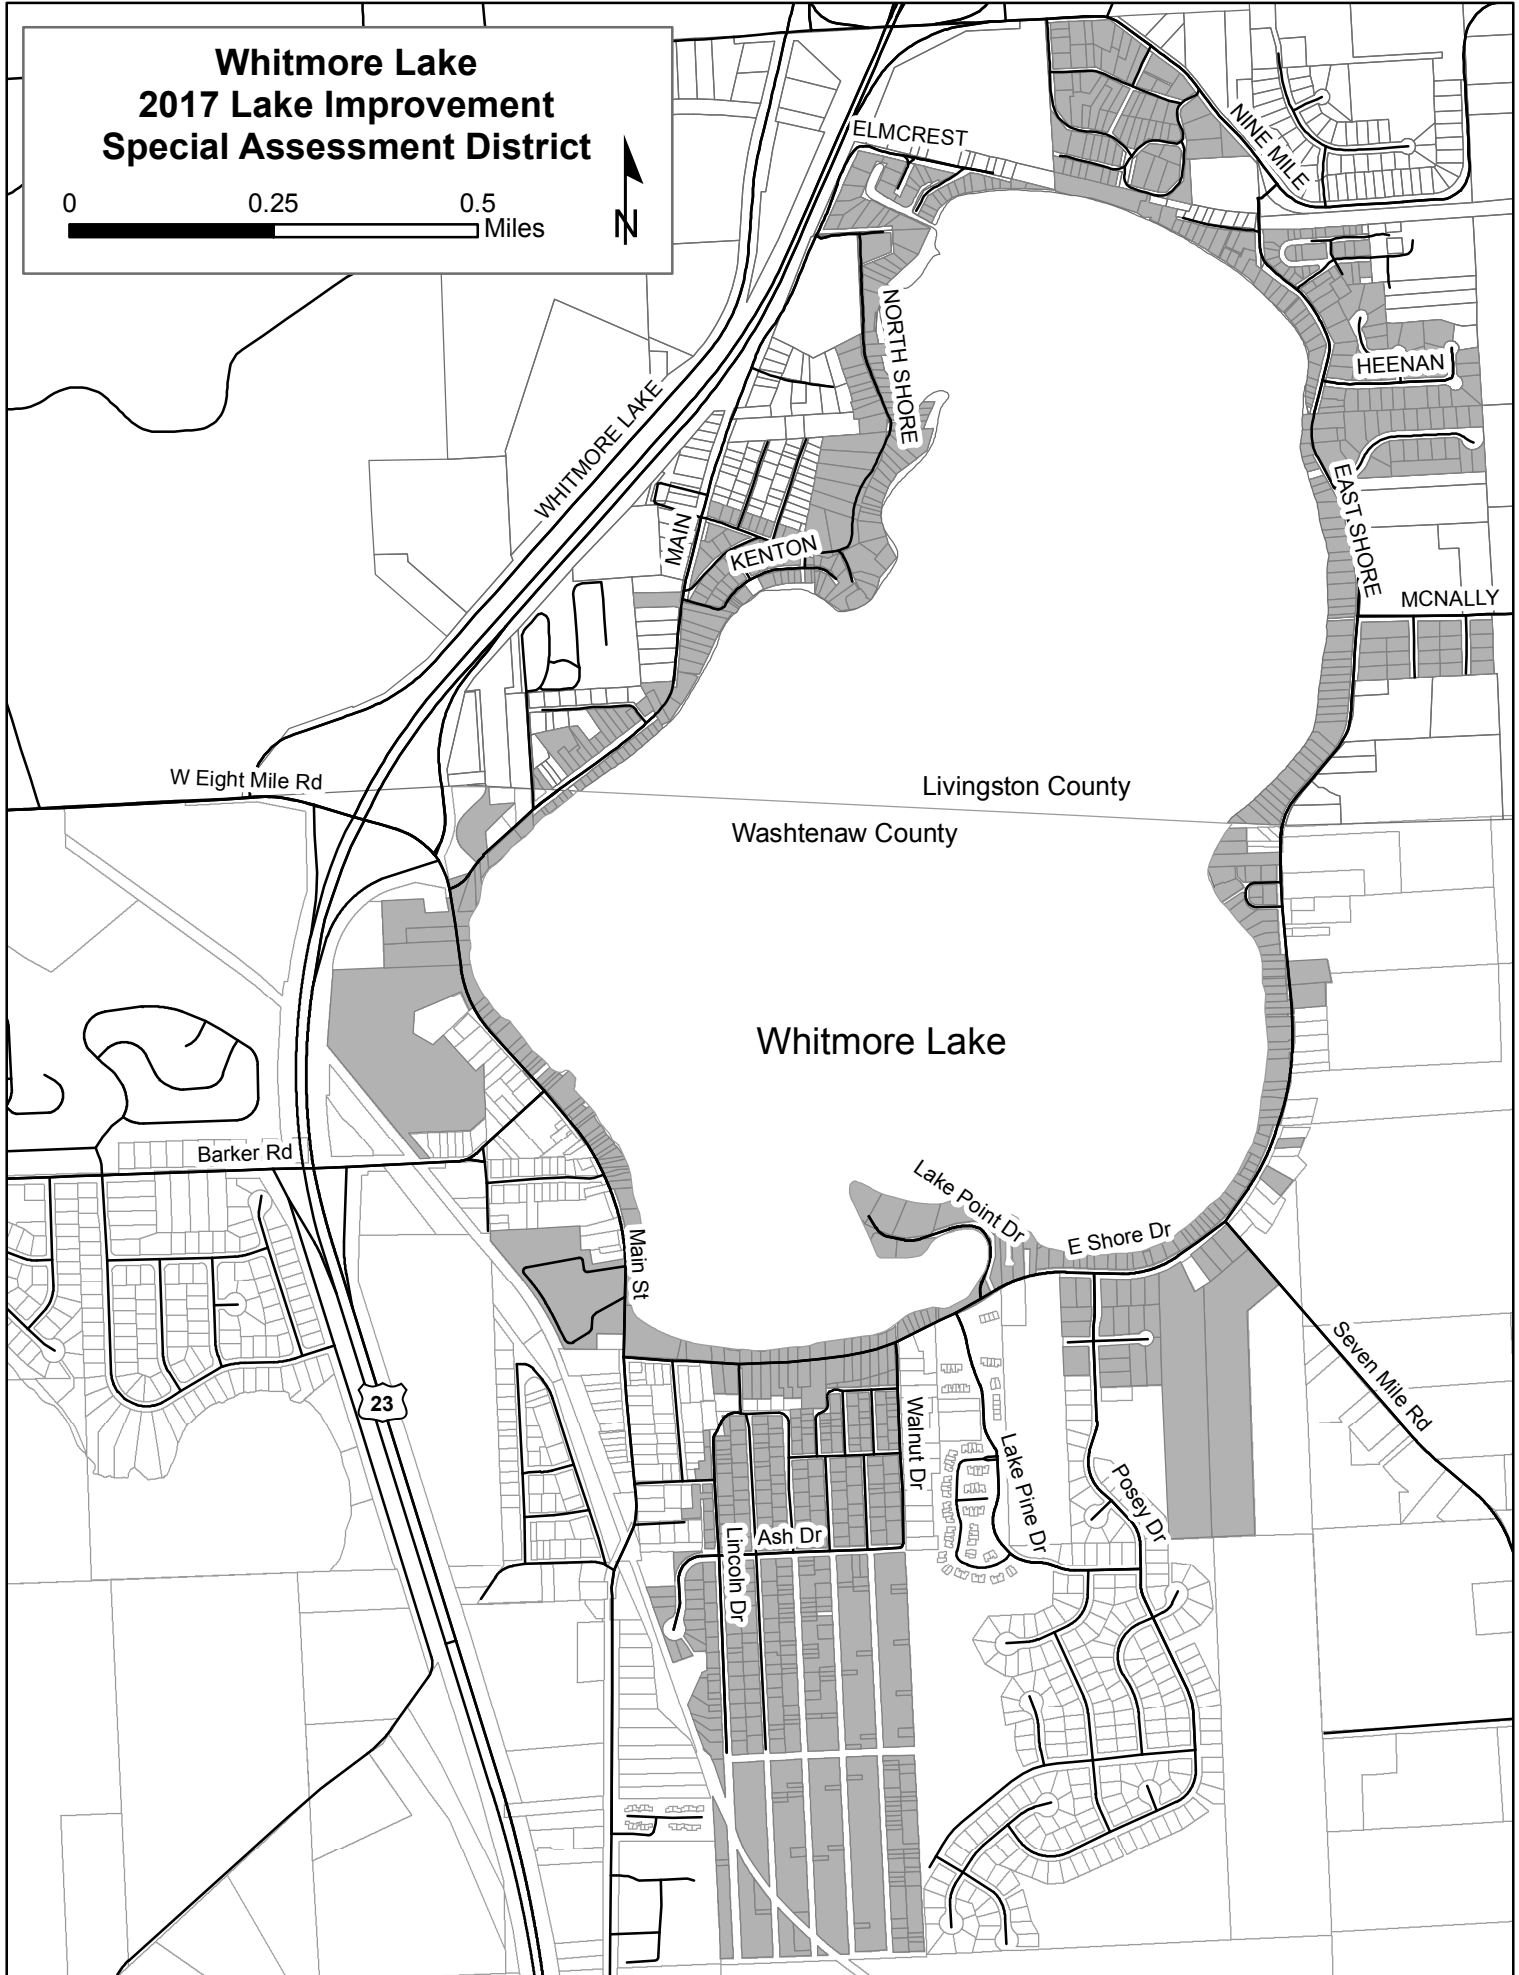 Whitmore Lake
2017 Lake Improvement
Special Assessment District
0 0.25 0.5
Miles
N
ELMCREST
NINE MILE
NORTH SHORE
HEENAN
WHITMORE LAKE
MAIN
KENTON
EAST SHORE
MCNALLY
W Eight Mile Rd
Livingston County
Washtenaw County
Whitmore Lake
Barker Rd
Lake Point Dr
E Shore Dr
Main St
Seven Mile Rd
23
Walnut Dr
Lake Pine Dr
Posey Dr
Lincoln Dr
Ash Dr